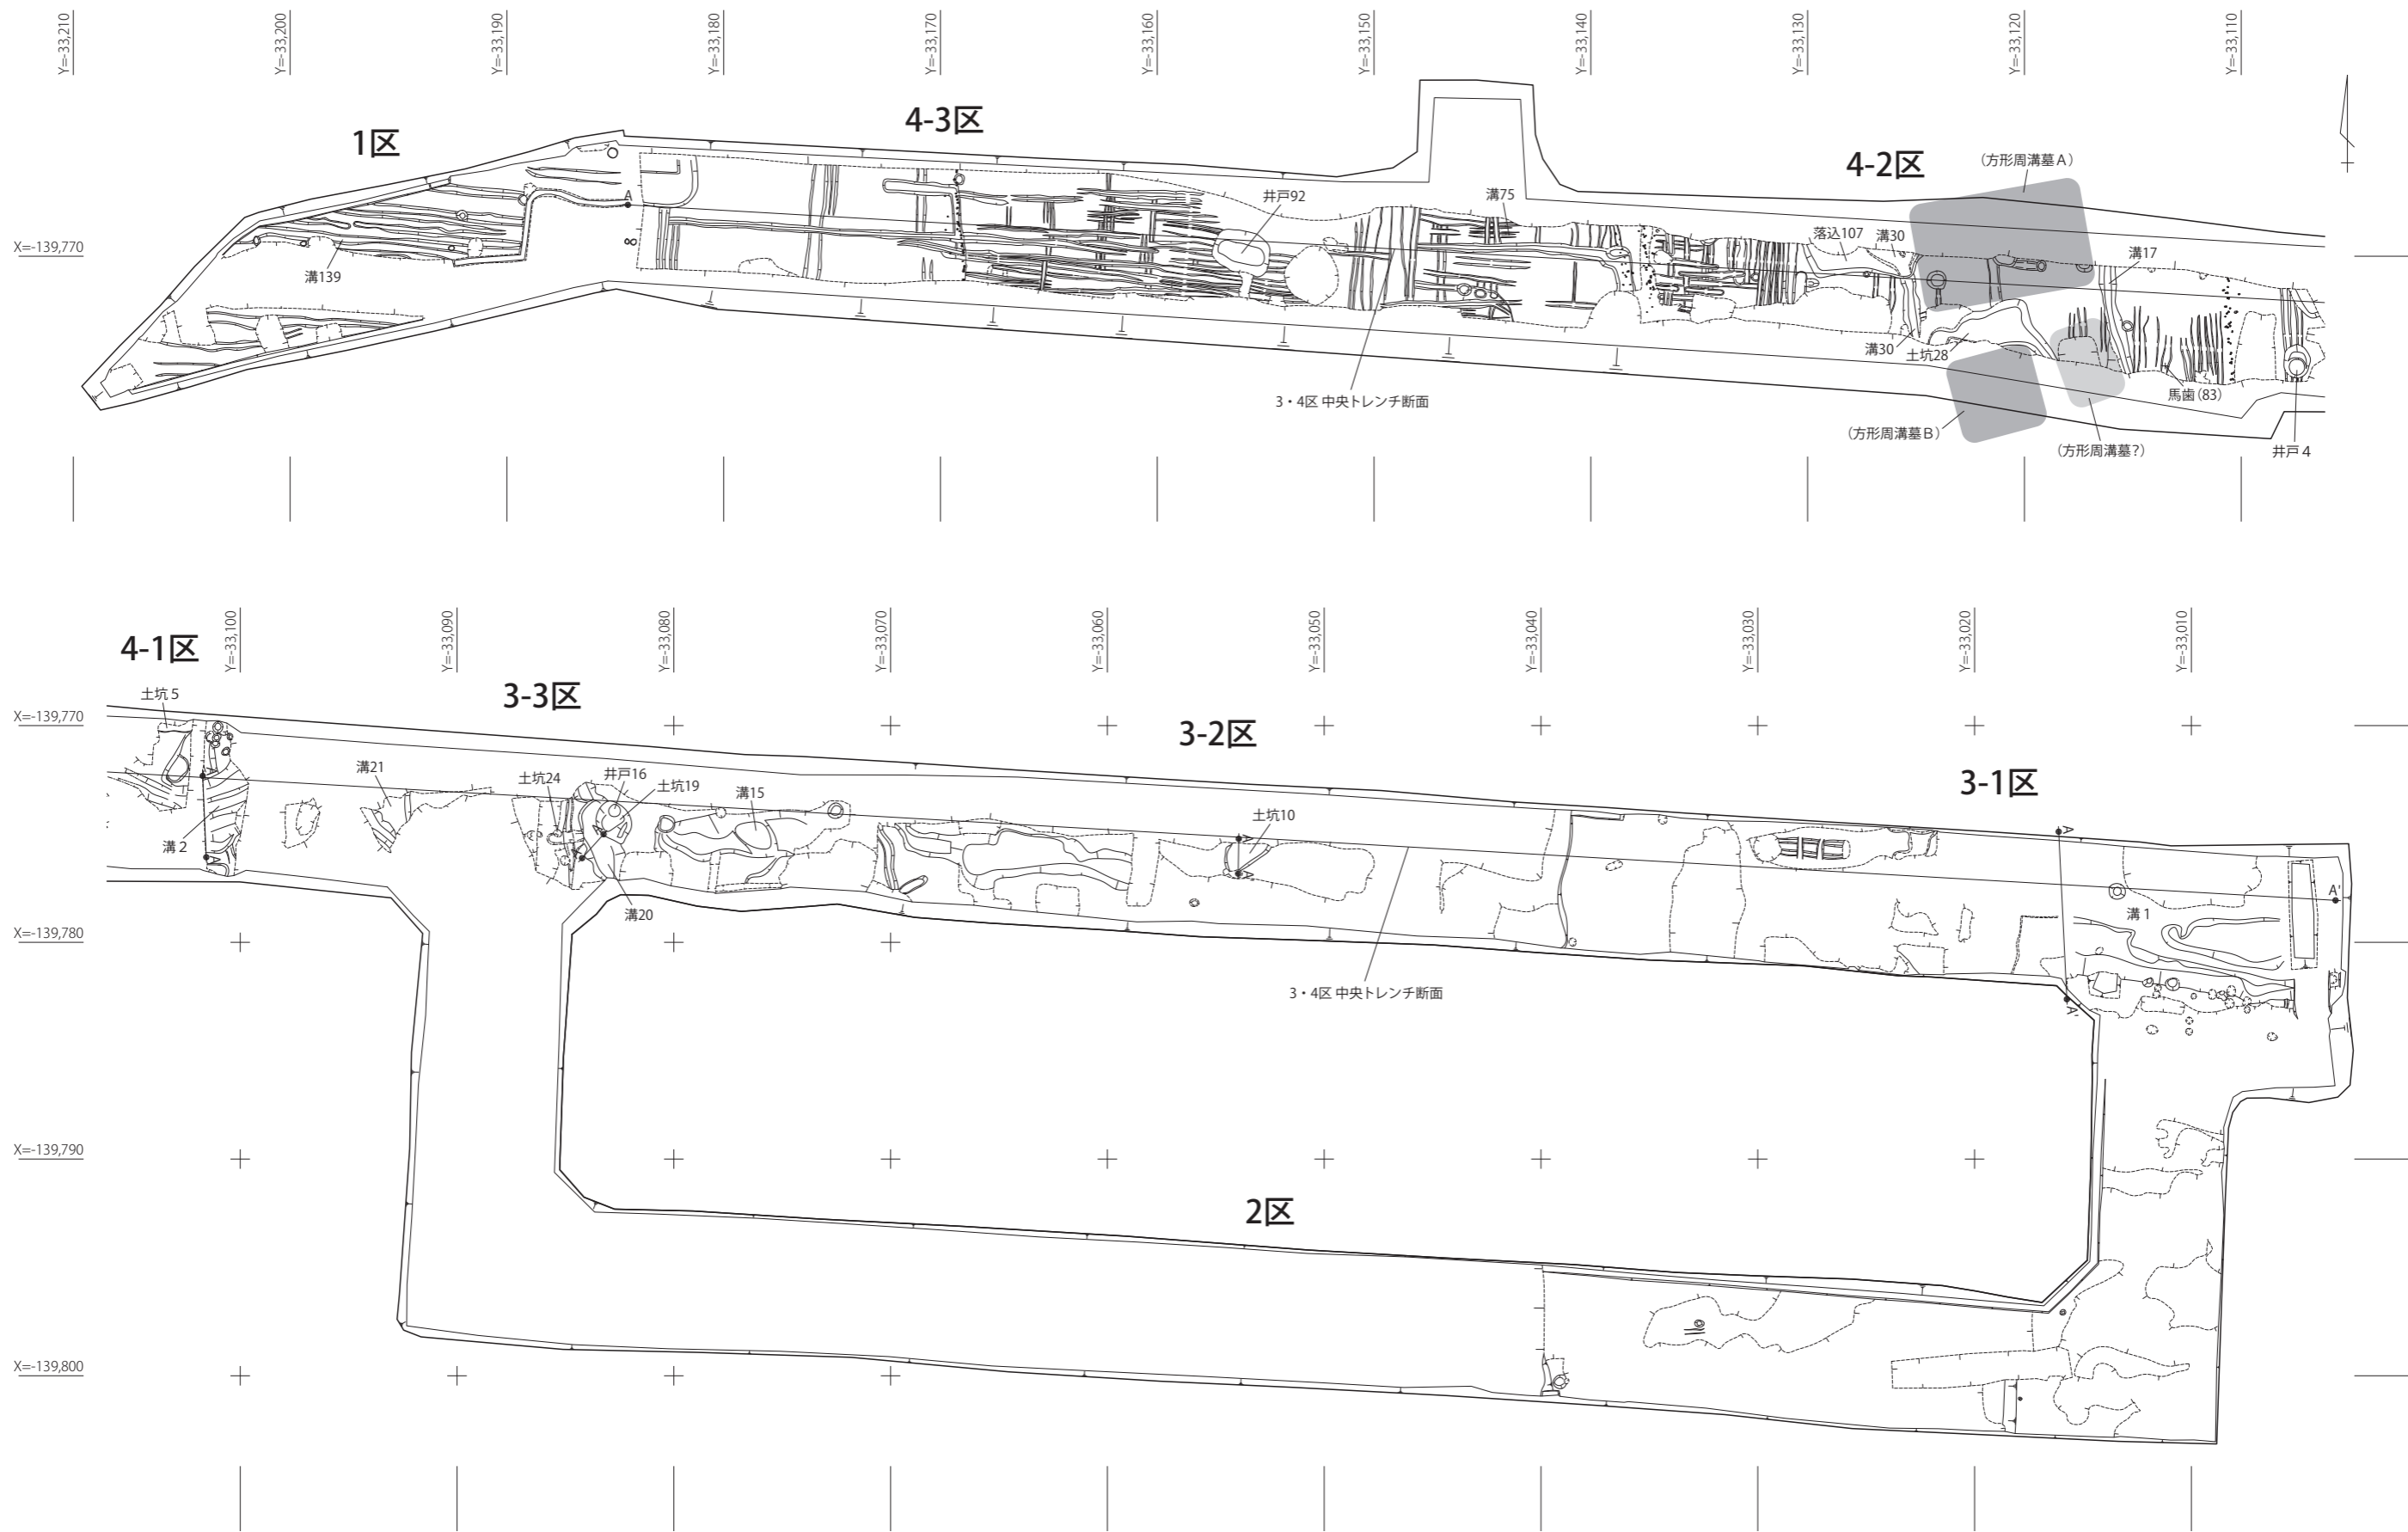 Y=-33,210
Y=-33,200
Y=-33,190
Y=-33,180
Y=-33,170
Y=-33,160
Y=-33,150
Y=-33,140
Y=-33,130
Y=-33,120
Y=-33,110
1区
4-3区
4-2区
(方形周溝墓A)
X=-139,770
A
8
溝139
井戸92
溝75
落込107
溝30
溝17
溝30
土坑28
馬歯(83)
3・4区 中央トレンチ断面
(方形周溝墓B)
(方形周溝墓?)
井戸4
4-1区
Y=-33,100
Y=-33,090
Y=-33,080
Y=-33,070
Y=-33,060
Y=-33,050
Y=-33,040
Y=-33,030
Y=-33,020
Y=-33,010
3-3区
3-2区
3-1区
X=-139,770
土坑5
溝2
A'
A
溝21
土坑24
井戸16
土坑19
溝15
溝20
土坑10
A
A'
A
A'
溝1
A'
3・4区 中央トレンチ断面
X=-139,780
X=-139,790
2区
X=-139,800